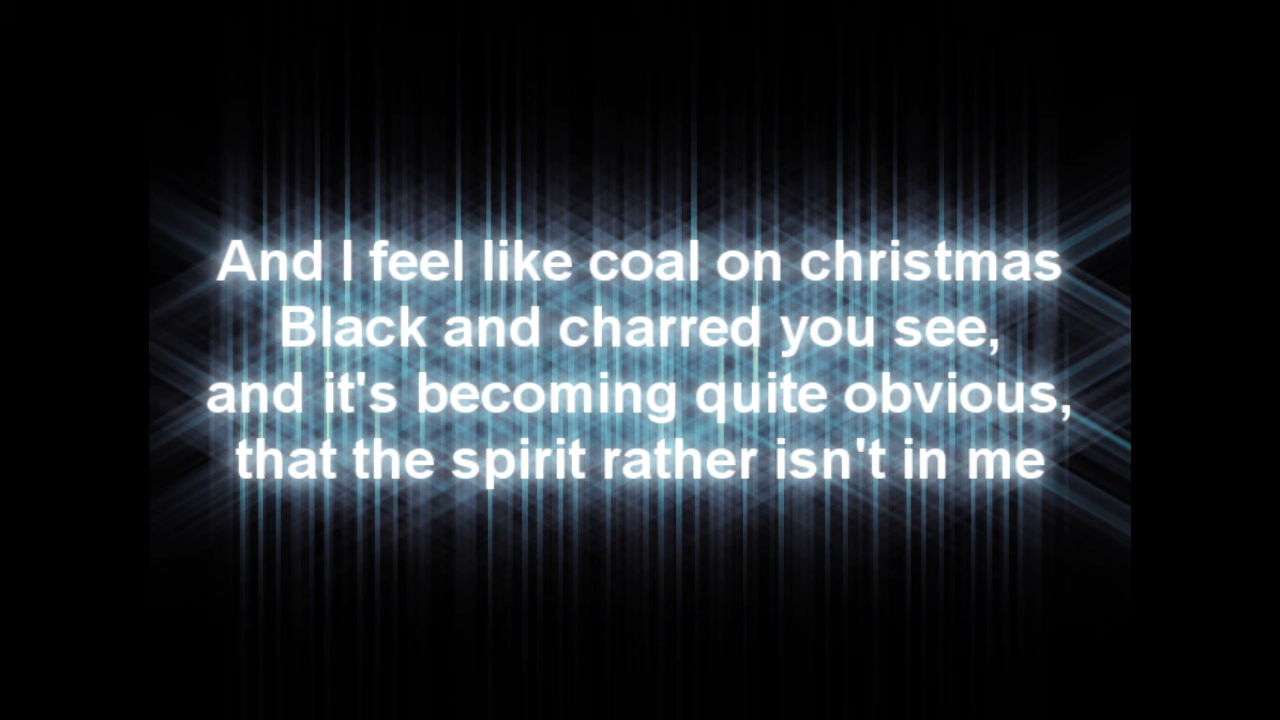 And I feel like coal on christmas
Black and charred you see,
and it's becoming quite obvious,
that the spirit rather isn't in me